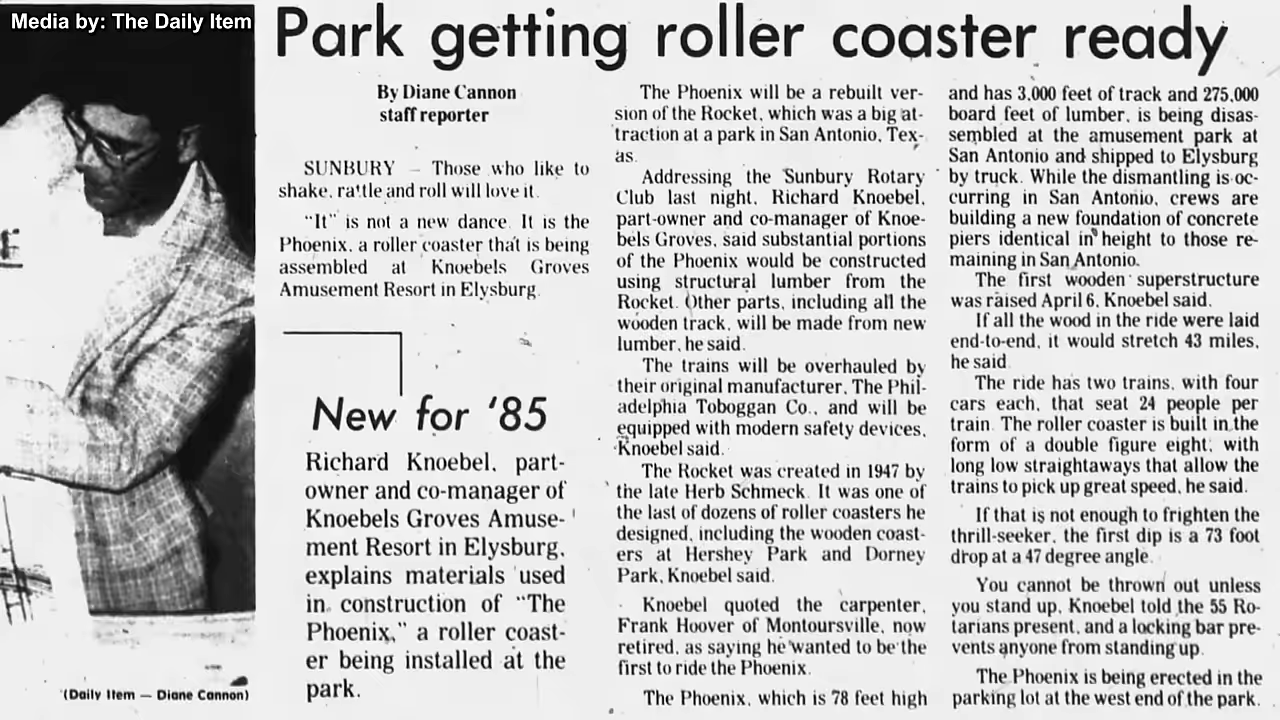 Media by: The Daily Item
Park getting roller coaster ready
By Diane Cannon
staff reporter
SUNBURY — Those who like to
shake, rattle and roll will love it.
"It" is not a new dance. It is the
Phoenix, a roller coaster that is being
assembled at Knoebels Groves
Amusement Resort in Elysburg.
New for '85
Richard Knoebel, part-
owner and co-manager of
Knoebels Groves Amuse-
ment Resort in Elysburg,
explains materials used
in construction of "The
Phoenix," a roller coast-
er being installed at the
park.
(Daily Item — Diane Cannon)
The Phoenix will be a rebuilt ver-
sion of the Rocket, which was a big at-
traction at a park in San Antonio, Tex-
as.
Addressing the Sunbury Rotary
Club last night, Richard Knoebel,
part-owner and co-manager of Knoe-
bels Groves, said substantial portions
of the Phoenix would be constructed
using structural lumber from the
Rocket. Other parts, including all the
wooden track, will be made from new
lumber, he said.
The trains will be overhauled by
their original manufacturer, The Phil-
adelphia Toboggan Co., and will be
equipped with modern safety devices,
Knoebel said.
The Rocket was created in 1947 by
the late Herb Schmeck. It was one of
the last of dozens of roller coasters he
designed, including the wooden coast-
ers at Hershey Park and Dorney
Park, Knoebel said.
Knoebel quoted the carpenter,
Frank Hoover of Montoursville, now
retired, as saying he wanted to be the
first to ride the Phoenix.
The Phoenix, which is 78 feet high
and has 3,000 feet of track and 275,000
board feet of lumber, is being disas-
sembled at the amusement park at
San Antonio and shipped to Elysburg
by truck. While the dismantling is oc-
curring in San Antonio, crews are
building a new foundation of concrete
piers identical in height to those re-
maining in San Antonio.
The first wooden superstructure
was raised April 6, Knoebel said.
If all the wood in the ride were laid
end-to-end, it would stretch 43 miles,
he said.
The ride has two trains, with four
cars each, that seat 24 people per
train. The roller coaster is built in the
form of a double figure eight, with
long low straightaways that allow the
trains to pick up great speed, he said.
If that is not enough to frighten the
thrill-seeker, the first dip is a 73 foot
drop at a 47 degree angle.
You cannot be thrown out unless
you stand up, Knoebel told the 55 Ro-
tarians present, and a locking bar pre-
vents anyone from standing up.
The Phoenix is being erected in the
parking lot at the west end of the park.